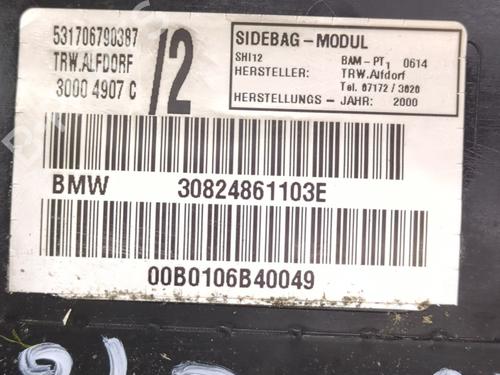 531706790387
TRW.ALFDORF
3000 4907 C
/2
SIDEBAG-MODUL
SHI12 BAM-PT1 0614
HERSTELLER: TRW.Alfdorf
Tel. 07172/3020
HERSTELLUNGS-JAHR: 2000
BMW 30824861103E
00B0106B40049